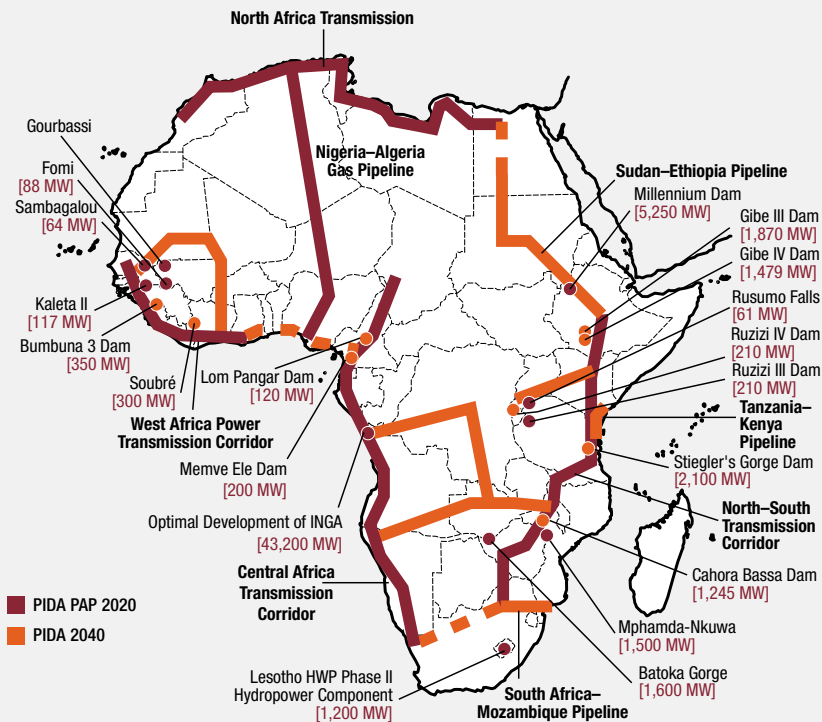 North Africa Transmission
Gourbassi
Fomi
[88 MW]
Sambagalou
[64 MW]
Kaleta II
[117 MW]
Bumbuna 3 Dam
[350 MW]
Soubré
[300 MW]
West Africa Power
Transmission Corridor
Nigeria–Algeria
Gas Pipeline
Lom Pangar Dam
[120 MW]
Memve Ele Dam
[200 MW]
Optimal Development of INGA
[43,200 MW]
Central Africa
Transmission
Corridor
Sudan–Ethiopia Pipeline
Millennium Dam
[5,250 MW]
Gibe III Dam
[1,870 MW]
Gibe IV Dam
[1,479 MW]
Rusumo Falls
[61 MW]
Ruzizi IV Dam
[210 MW]
Ruzizi III Dam
[210 MW]
Tanzania–
Kenya
Pipeline
Stiegler's Gorge Dam
[2,100 MW]
North–South
Transmission
Corridor
Cahora Bassa Dam
[1,245 MW]
Mphamda-Nkuwa
[1,500 MW]
Batoka Gorge
[1,600 MW]
South Africa–
Mozambique Pipeline
Lesotho HWP Phase II
Hydropower Component
[1,200 MW]
PIDA PAP 2020
PIDA 2040